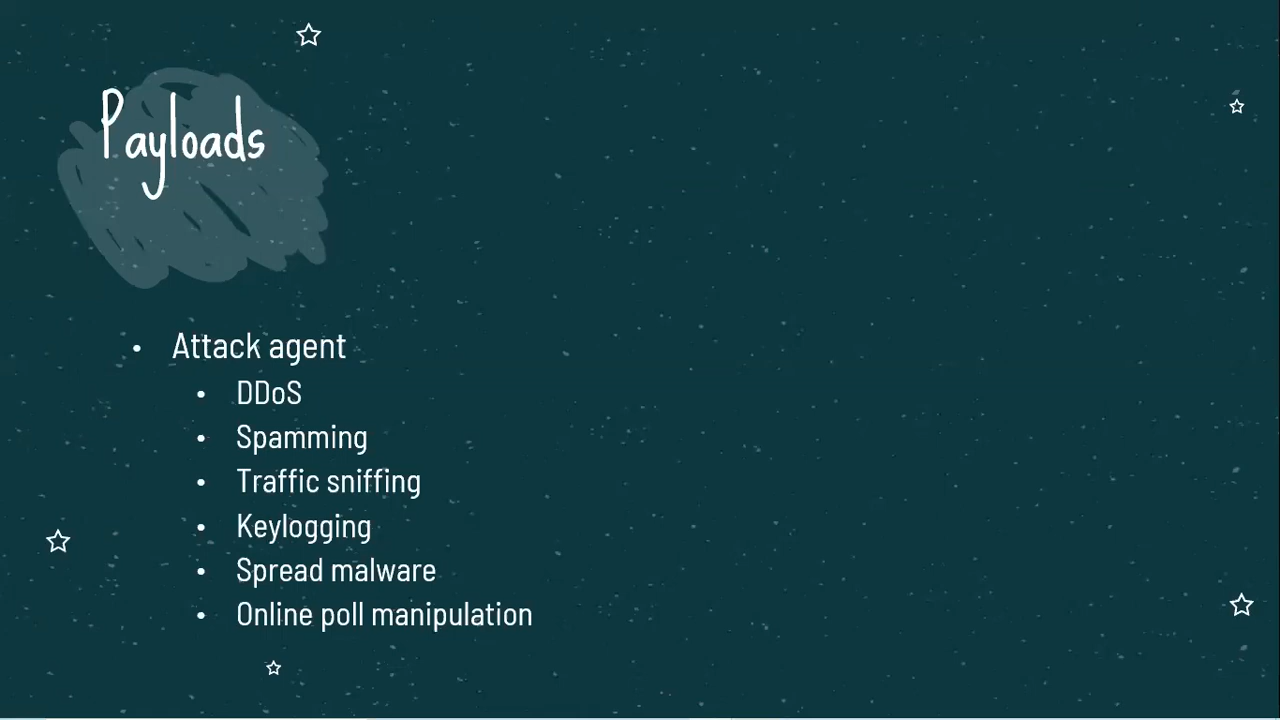 Payloads
• Attack agent
• DDoS
• Spamming
• Traffic sniffing
• Keylogging
• Spread malware
• Online poll manipulation